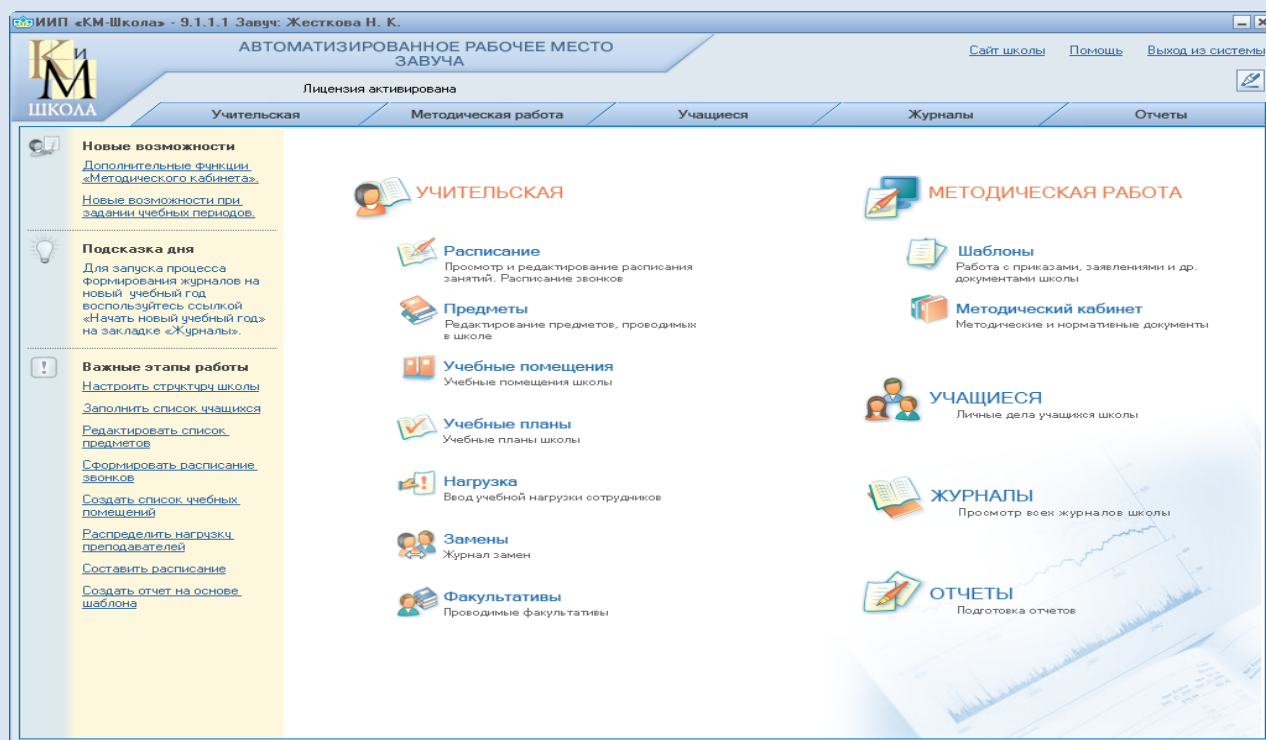 ИИП «КМ-Школа» - 9.1.1.1 Завуч: Жесткова Н. К.
КиМ
ШКОЛА
АВТОМАТИЗИРОВАННОЕ РАБОЧЕЕ МЕСТО
ЗАВУЧА
Сайт школы Помощь Выход из системы
Лицензия активирована
Учительская Методическая работа Учащиеся Журналы Отчеты
Новые возможности
Дополнительные функции
«Методического кабинета».
Новые возможности при
задании учебных периодов.
Подсказка дня
Для запуска процесса
формирования журналов на
новый учебный год
воспользуйтесь ссылкой
«Начать новый учебный год»
на закладке «Журналы».
Важные этапы работы
Настроить структуру школы
Заполнить список учащихся
Редактировать список
предметов
Сформировать расписание
звонков
Создать список учебных
помещений
Распределить нагрузку
преподавателей
Составить расписание
Создать отчет на основе
шаблона
УЧИТЕЛЬСКАЯ
Расписание
Просмотр и редактирование расписания
занятий. Расписание звонков
Предметы
Редактирование предметов, проводимых
в школе
Учебные помещения
Учебные помещения школы
Учебные планы
Учебные планы школы
Нагрузка
Ввод учебной нагрузки сотрудников
Замены
Журнал замен
Факультативы
Проводимые факультативы
МЕТОДИЧЕСКАЯ РАБОТА
Шаблоны
Работа с приказами, заявлениями и др.
документами школы
Методический кабинет
Методические и нормативные документы
УЧАЩИЕСЯ
Личные дела учащихся школы
ЖУРНАЛЫ
Просмотр всех журналов школы
ОТЧЕТЫ
Подготовка отчетов